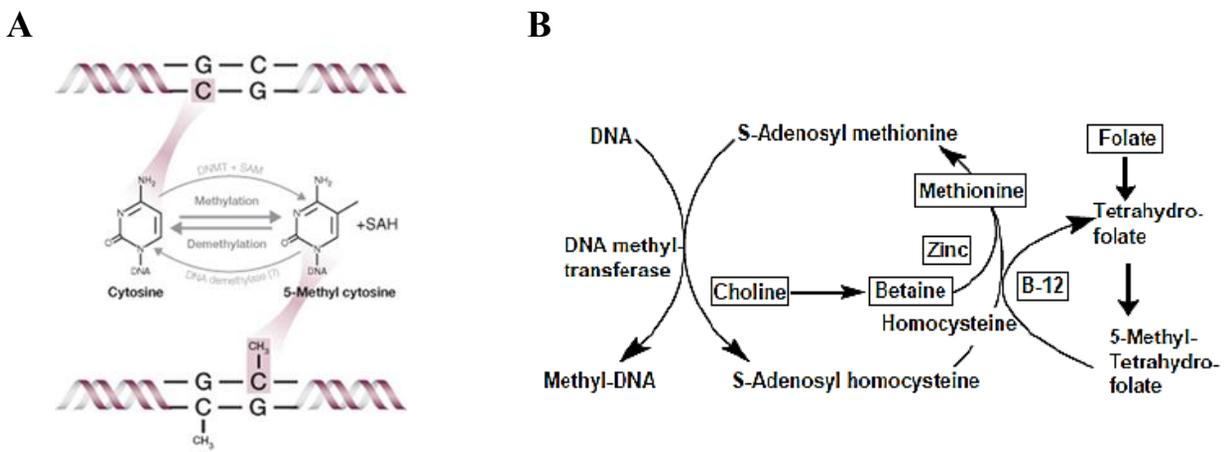 A
G C
C G
NH₂
DNMT + SAM
NH₂
Methylation
N
N
+SAH
O
N
Demethylation
O
N
DNA
DNA demethylase (?)
DNA
Cytosine
5-Methyl cytosine
CH₃
G C
C G
CH₃
B
DNA
S-Adenosyl methionine
Folate
Methionine
Tetrahydro-
folate
DNA methyl-
transferase
Zinc
Choline
Betaine
B-12
Homocysteine
5-Methyl-
Tetrahydro-
folate
Methyl-DNA
S-Adenosyl homocysteine